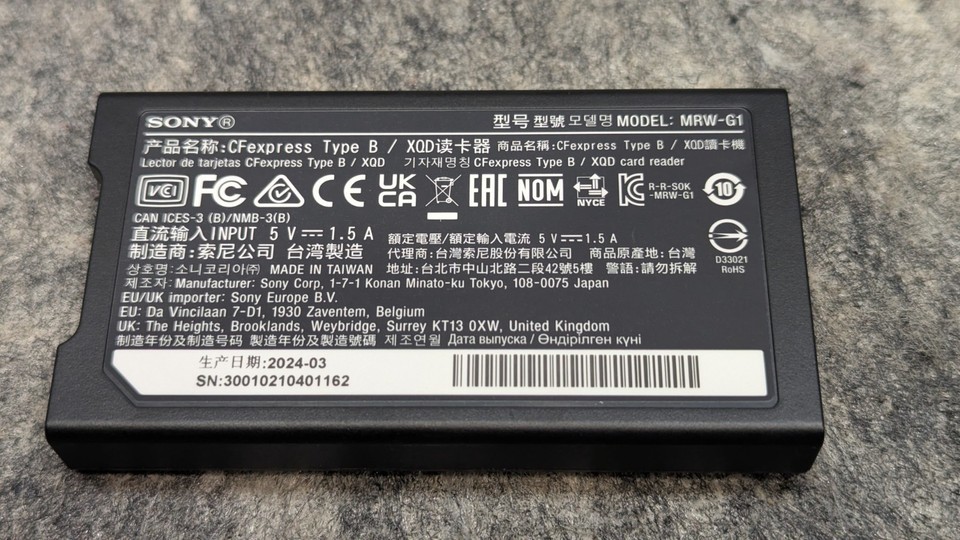 SONY®
型号 型號 모델명 MODEL: MRW-G1
产品名称:CFexpress Type B / XQD读卡器 商品名稱:CFexpress Type B / XQD讀卡機
Lector de tarjetas CFexpress Type B / XQD 기자재명칭 CFexpress Type B / XQD card reader
VCI FC CE UK CA EAC NOM NYCE KC R-R-SOK -MRW-G1 10
CAN ICES-3 (B)/NMB-3(B)
直流输入INPUT 5 V⎓1.5 A 額定電壓/額定輸入電流 5 V⎓1.5 A
制造商:索尼公司 台湾製造 代理商:台灣索尼股份有限公司 商品原產地:台灣
D33021
RoHS
상호명:소니코리아㈜ MADE IN TAIWAN 地址:台北市中山北路二段42號5樓 警語:請勿拆解
제조자: Manufacturer: Sony Corp, 1-7-1 Konan Minato-ku Tokyo, 108-0075 Japan
EU/UK importer: Sony Europe B.V.
EU: Da Vincilaan 7-D1, 1930 Zaventem, Belgium
UK: The Heights, Brooklands, Weybridge, Surrey KT13 0XW, United Kingdom
制造年份及制造号码 製造年份及製造號碼 제조연월 Дата выпуска / Өндірілген күні
生产日期:2024-03
SN:30010210401162